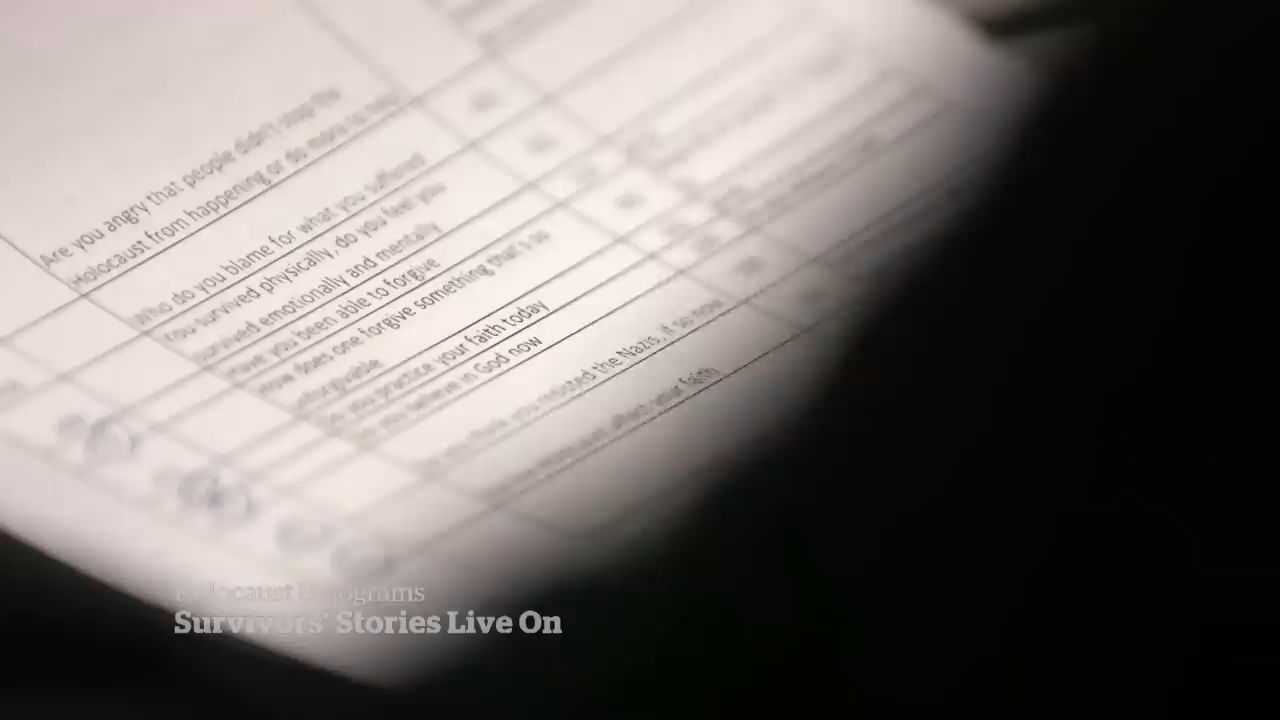 Are you angry that people didn't stop the
Holocaust from happening or do more to help
Who do you blame for what you suffered
You survived physically, do you feel you
survived emotionally and mentally
Have you been able to forgive
How does one forgive something that's so
unforgivable
Do you practice your faith today
Do you believe in God now
you resisted the Nazis, if so how
affect your faith
Holocaust Holograms
Survivors' Stories Live On